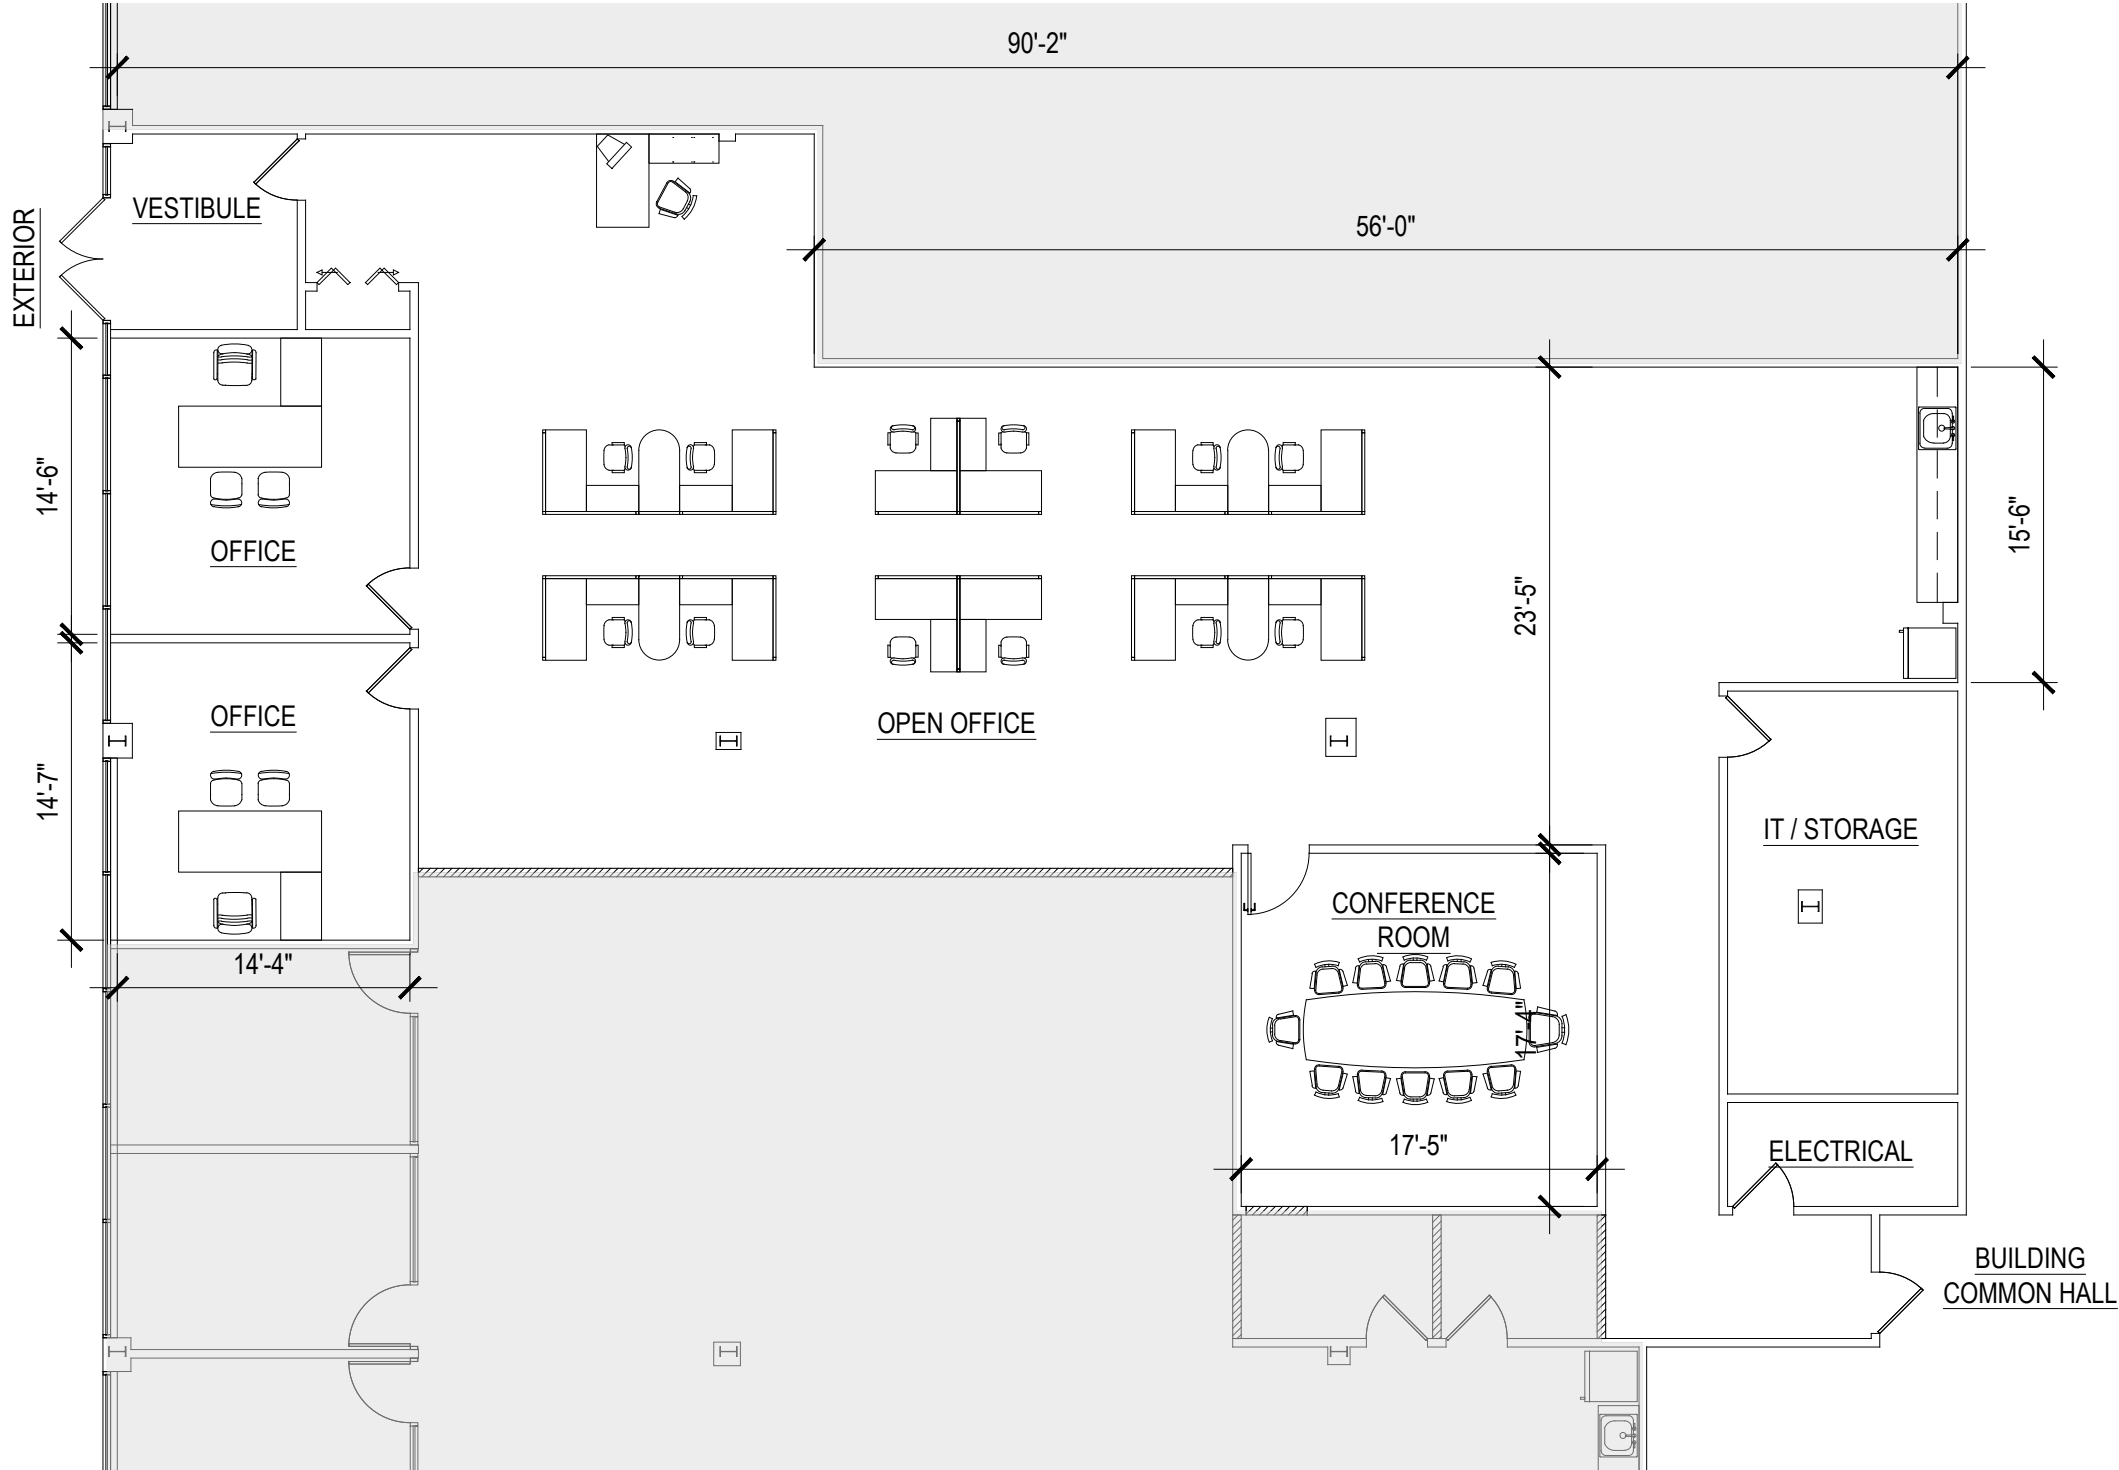 90'-2"
56'-0"
VESTIBULE
EXTERIOR
14'-6"
OFFICE
15'-6"
23'-5"
OFFICE
OPEN OFFICE
14'-7"
IT / STORAGE
CONFERENCE
ROOM
14'-4"
17'-4"
17'-5"
ELECTRICAL
BUILDING
COMMON HALL